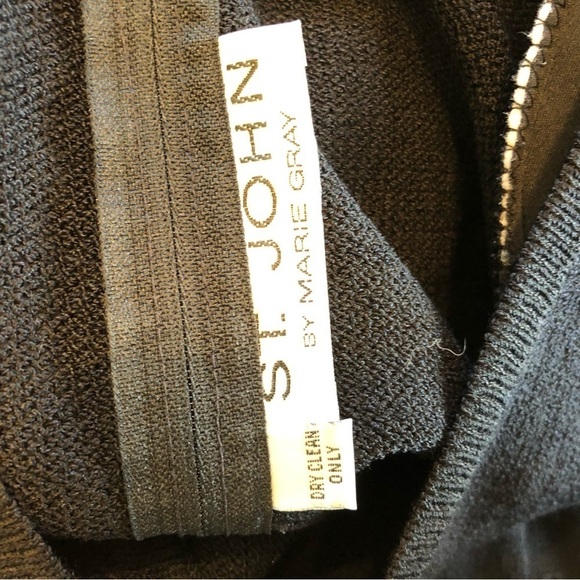 ST. JOHN
BY MARIE GRAY
DRY CLEAN
ONLY